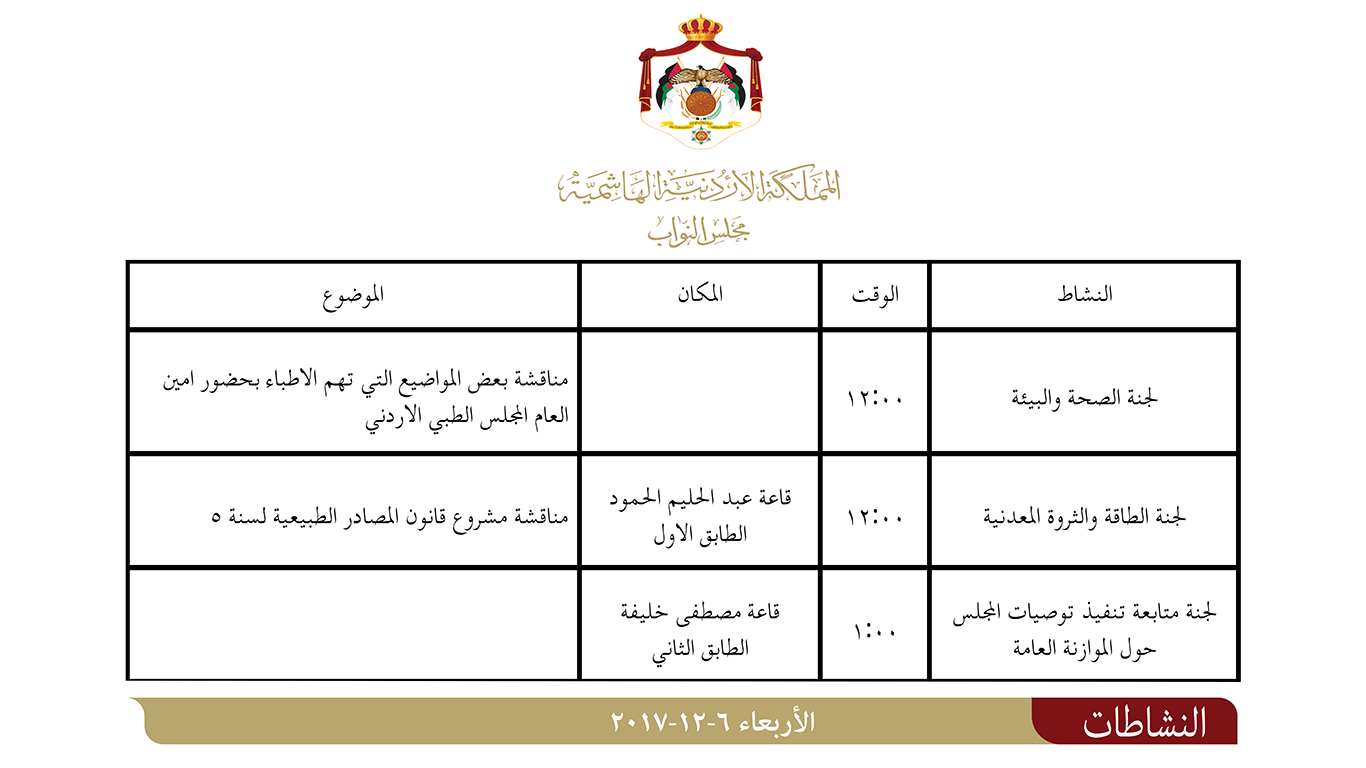 المملكة الأردنية الهاشمية
مجلس النواب
النشاط
الوقت
المكان
الموضوع
لجنة الصحة والبيئة
١٢:٠٠
مناقشة بعض المواضيع التي تهم الاطباء بحضور امين
العام المجلس الطبي الاردني
لجنة الطاقة والثروة المعدنية
١٢:٠٠
قاعة عبد الحليم الحمود
الطابق الاول
مناقشة مشروع قانون المصادر الطبيعية لسنة ٥
لجنة متابعة تنفيذ توصيات المجلس
حول الموازنة العامة
١:٠٠
قاعة مصطفى خليفة
الطابق الثاني
النشاطات
الأربعاء ٦-١٢-٢٠١٧